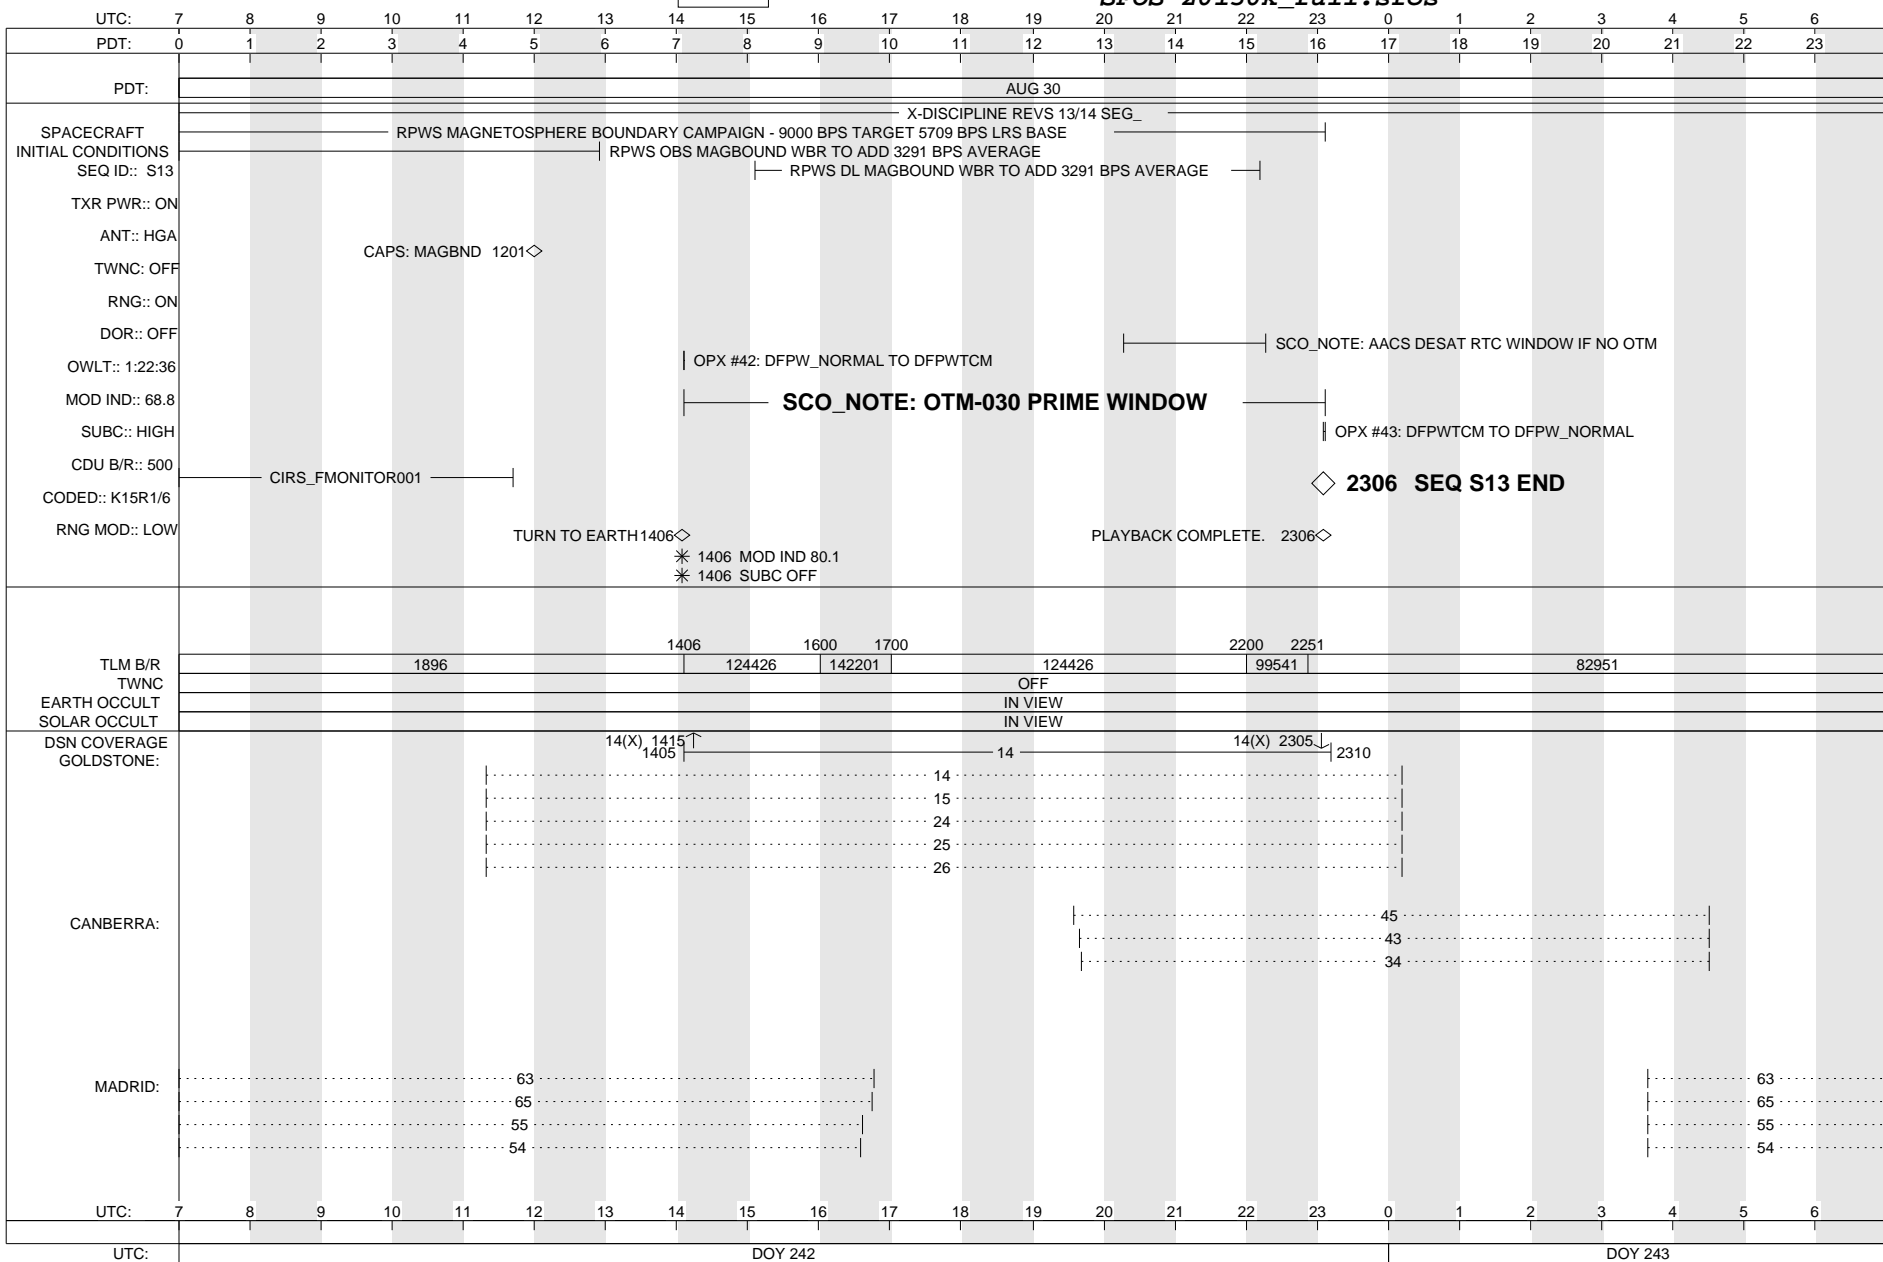 SFOS-20130R_Full.sfos
UTC: 7 8 9 10 11 12 13 14 15 16 17 18 19 20 21 22 23 0 1 2 3 4 5 6
PDT: 0 1 2 3 4 5 6 7 8 9 10 11 12 13 14 15 16 17 18 19 20 21 22 23
PDT: AUG 30
X-DISCIPLINE REVS 13/14 SEG_
SPACECRAFT RPWS MAGNETOSPHERE BOUNDARY CAMPAIGN - 9000 BPS TARGET 5709 BPS LRS BASE
INITIAL CONDITIONS RPWS OBS MAGBOUND WBR TO ADD 3291 BPS AVERAGE
SEQ ID:: S13 RPWS DL MAGBOUND WBR TO ADD 3291 BPS AVERAGE
TXR PWR:: ON
ANT:: HGA
CAPS: MAGBND 1201
TWNC: OFF
RNG:: ON
DOR:: OFF
SCO_NOTE: AACS DESAT RTC WINDOW IF NO OTM
OPX #42: DFPW_NORMAL TO DFPWTCM
OWLT:: 1:22:36
MOD IND:: 68.8 SCO_NOTE: OTM-030 PRIME WINDOW
SUBC:: HIGH OPX #43: DFPWTCM TO DFPW_NORMAL
CDU B/R:: 500
CIRS_FMONITOR001 2306 SEQ S13 END
CODED:: K15R1/6
RNG MOD:: LOW TURN TO EARTH 1406 PLAYBACK COMPLETE. 2306
1406 MOD IND 80.1
1406 SUBC OFF
1406 1600 1700 2200 2251
TLM B/R 1896 124426 142201 124426 99541 82951
TWNC OFF
EARTH OCCULT IN VIEW
SOLAR OCCULT IN VIEW
DSN COVERAGE 14(X) 1415 14(X) 2305
GOLDSTONE: 1405 14 2310
14
15
24
25
26
CANBERRA: 45
43
34
MADRID: 63 63
65 65
55 55
54 54
UTC: 7 8 9 10 11 12 13 14 15 16 17 18 19 20 21 22 23 0 1 2 3 4 5 6
UTC: DOY 242 DOY 243